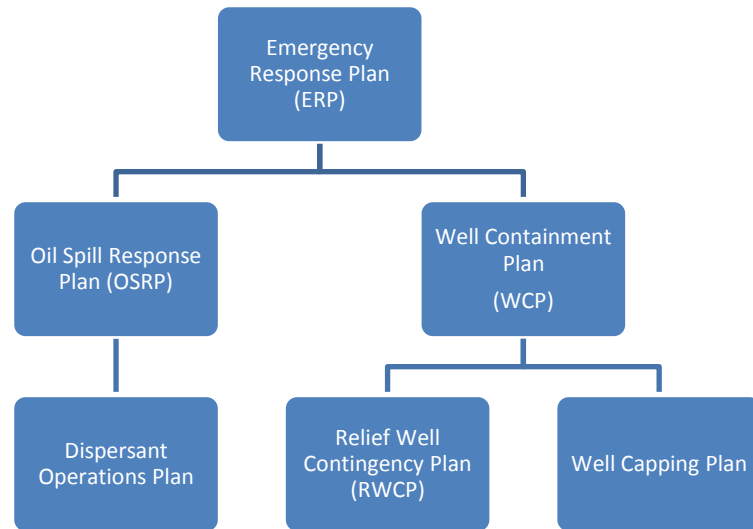 Emergency
Response Plan
(ERP)
Oil Spill Response
Plan (OSRP)
Well Containment
Plan
(WCP)
Dispersant
Operations Plan
Relief Well
Contingency Plan
(RWCP)
Well Capping Plan